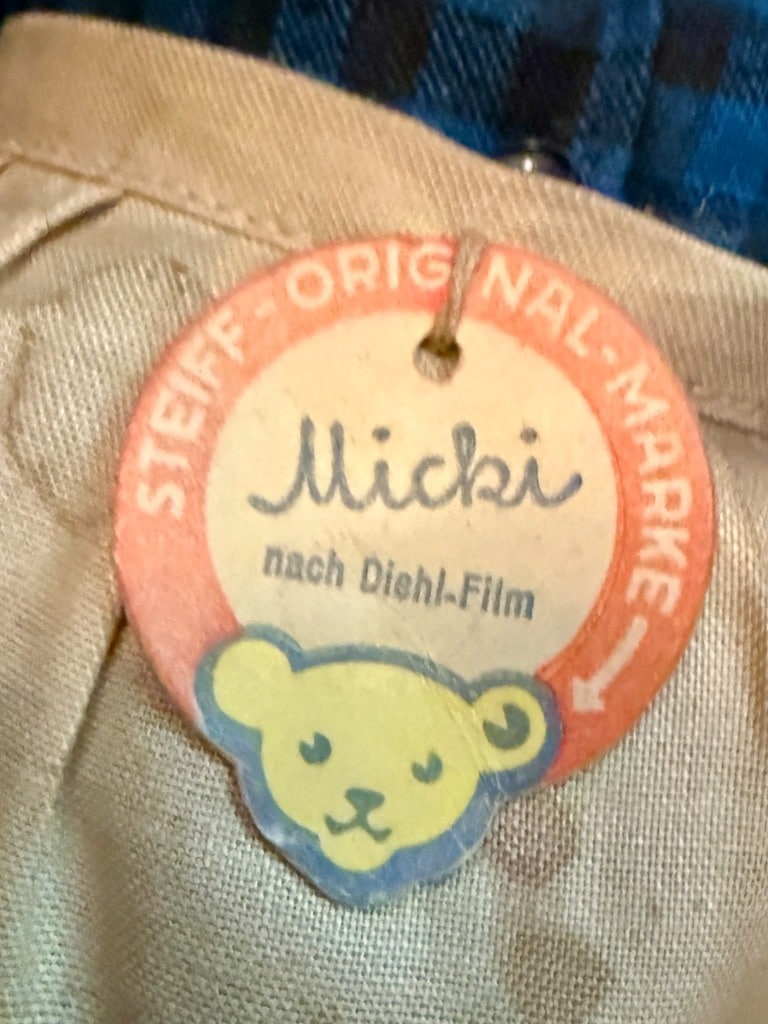 STEIFF-ORIGINAL-MARKE
Micki
nach Diehl-Film